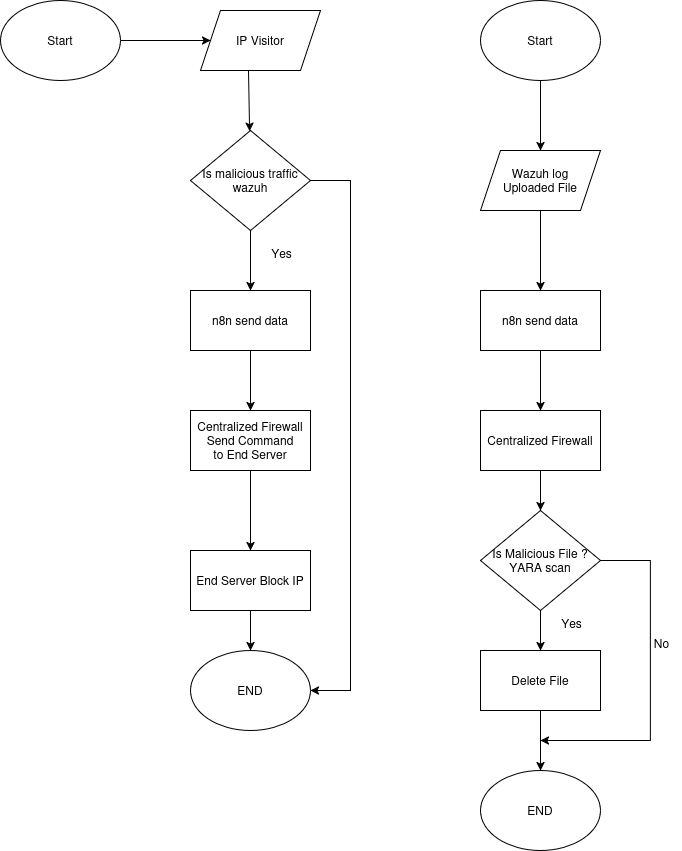 Start
IP Visitor
Is malicious traffic
wazuh
Yes
n8n send data
Centralized Firewall
Send Command
to End Server
End Server Block IP
END
Start
Wazuh log
Uploaded File
n8n send data
Centralized Firewall
Is Malicious File ?
YARA scan
Yes
No
Delete File
END